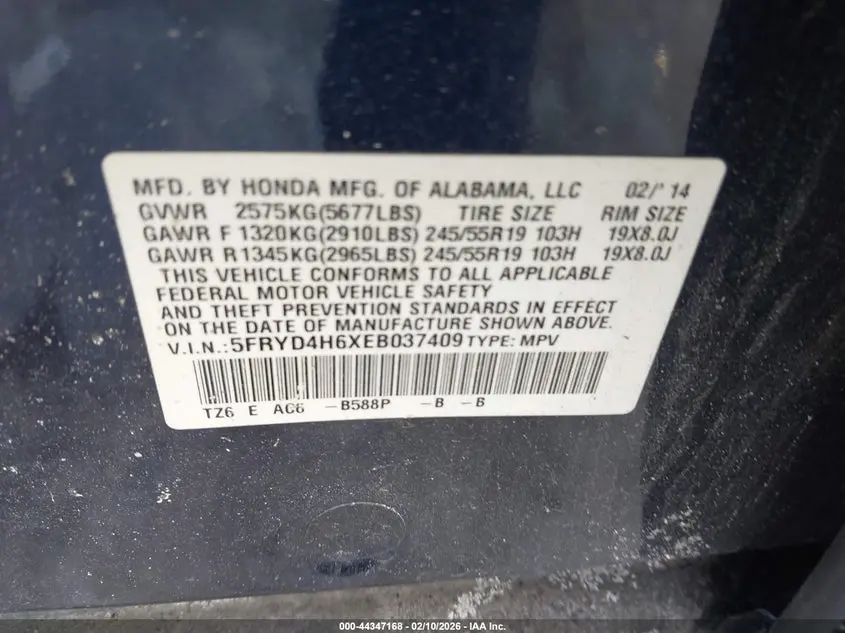 MFD. BY HONDA MFG. OF ALABAMA, LLC 02/'14
GVWR 2575KG(5677LBS) TIRE SIZE RIM SIZE
GAWR F 1320KG(2910LBS) 245/55R19 103H 19X8.0J
GAWR R 1345KG(2965LBS) 245/55R19 103H 19X8.0J
THIS VEHICLE CONFORMS TO ALL APPLICABLE
FEDERAL MOTOR VEHICLE SAFETY
AND THEFT PREVENTION STANDARDS IN EFFECT
ON THE DATE OF MANUFACTURE SHOWN ABOVE.
V.I.N.: 5FRYD4H6XEB037409 TYPE: MPV
TZ6 E AC6 -B588P -B -B
000-44347168 - 02/10/2026 - IAA Inc.